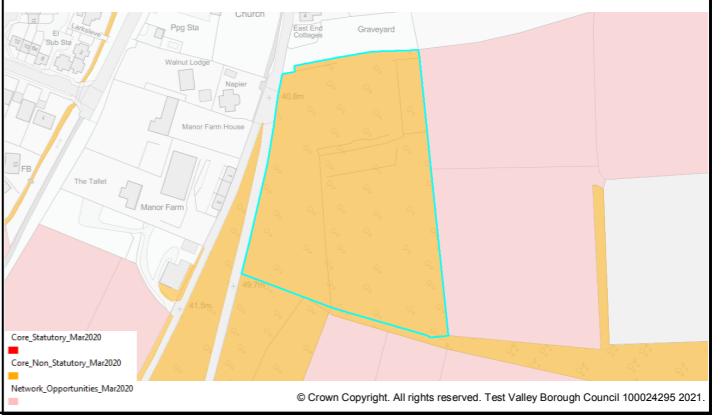 Church
Larksleve
Ppg Sta
East End
Cottages
Graveyard
El
Sub Sta
Walnut Lodge
Napier
40.8m
Manor Farm House
FB
The Tallet
Manor Farm
49.7m
41.5m
Core_Statutory_Mar2020
Core_Non_Statutory_Mar2020
Network_Opportunities_Mar2020
© Crown Copyright. All rights reserved. Test Valley Borough Council 100024295 2021.